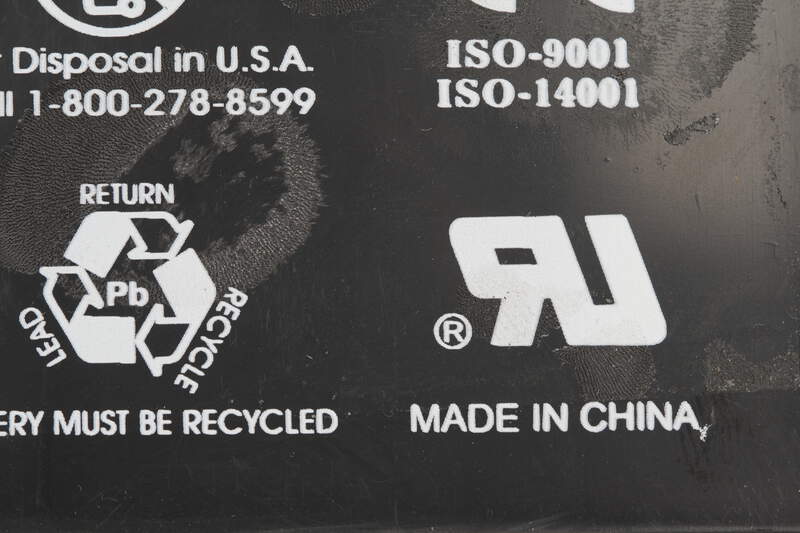 Disposal in U.S.A.
1-800-278-8599
ISO-9001
ISO-14001
RETURN
Pb
LEAD
RECYCLE
MUST BE RECYCLED
®
MADE IN CHINA